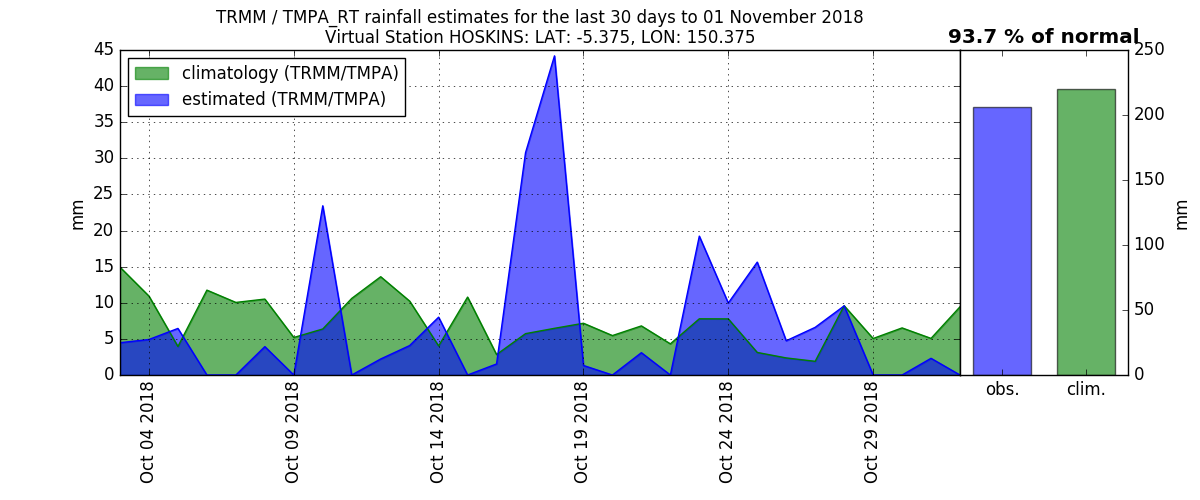 TRMM / TMPA_RT rainfall estimates for the last 30 days to 01 November 2018
Virtual Station HOSKINS: LAT: -5.375, LON: 150.375
93.7 % of normal
climatology (TRMM/TMPA)
estimated (TRMM/TMPA)
45
40
35
30
25
20
15
10
5
0
mm
Oct 04 2018
Oct 09 2018
Oct 14 2018
Oct 19 2018
Oct 24 2018
Oct 29 2018
250
200
150
100
50
0
mm
obs.
clim.